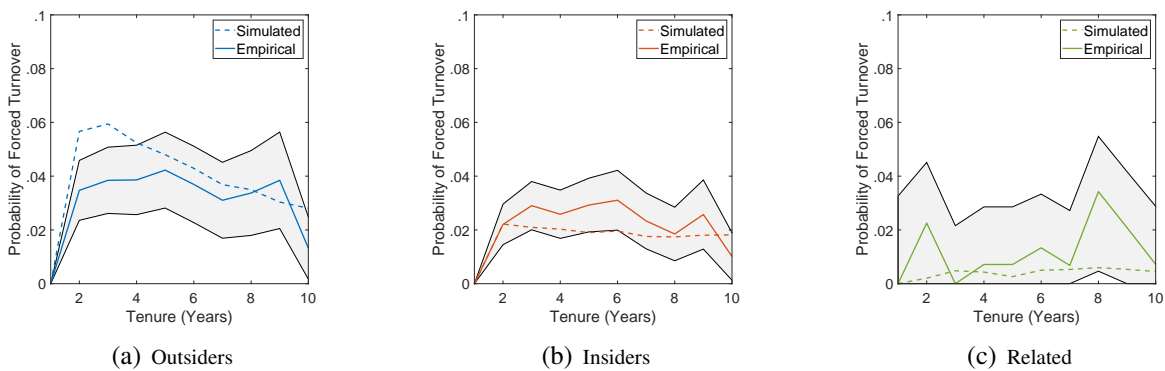 Probability of Forced Turnover
.1
.08
.06
.04
.02
0
Simulated
Empirical
2 4 6 8 10
Tenure (Years)
(a) Outsiders
Probability of Forced Turnover
.1
.08
.06
.04
.02
0
Simulated
Empirical
2 4 6 8 10
Tenure (Years)
(b) Insiders
Probability of Forced Turnover
.1
.08
.06
.04
.02
0
Simulated
Empirical
2 4 6 8 10
Tenure (Years)
(c) Related